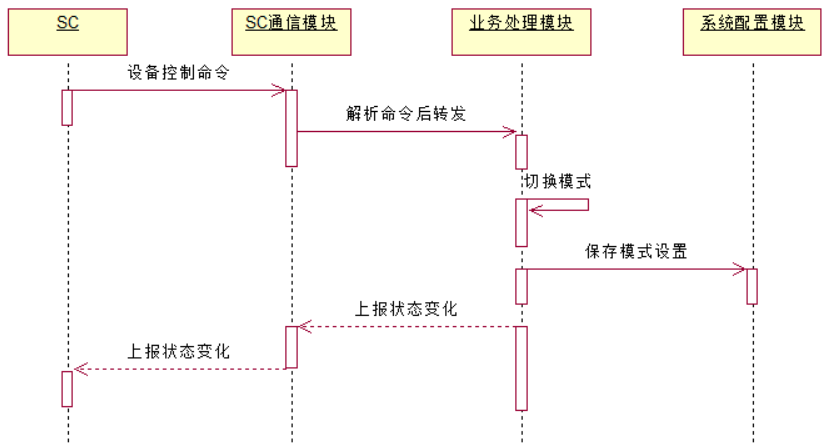 SC
SC通信模块
业务处理模块
系统配置模块
设备控制命令
解析命令后转发
切换模式
保存模式设置
上报状态变化
上报状态变化